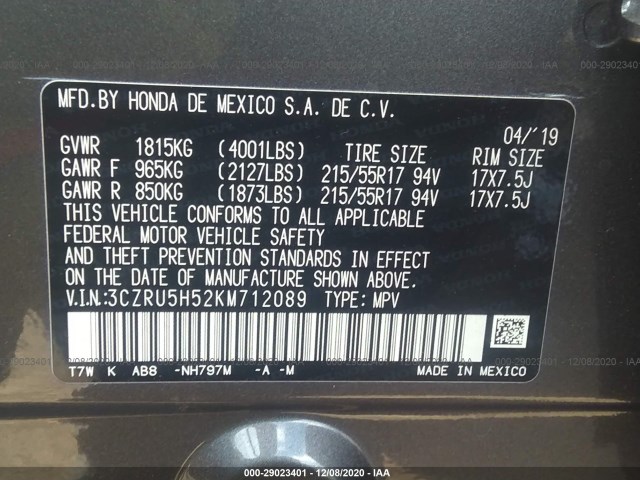 MFD.BY HONDA DE MEXICO S.A. DE C.V.
04/'19
GVWR 1815KG (4001LBS) TIRE SIZE RIM SIZE
GAWR F 965KG (2127LBS) 215/55R17 94V 17X7.5J
GAWR R 850KG (1873LBS) 215/55R17 94V 17X7.5J
THIS VEHICLE CONFORMS TO ALL APPLICABLE
FEDERAL MOTOR VEHICLE SAFETY
AND THEFT PREVENTION STANDARDS IN EFFECT
ON THE DATE OF MANUFACTURE SHOWN ABOVE.
V.I.N:3CZRU5H52KM712089 TYPE: MPV
T7W K AB8 -NH797M -A -M MADE IN MEXICO
000-29023401 - 12/08/2020 - IAA